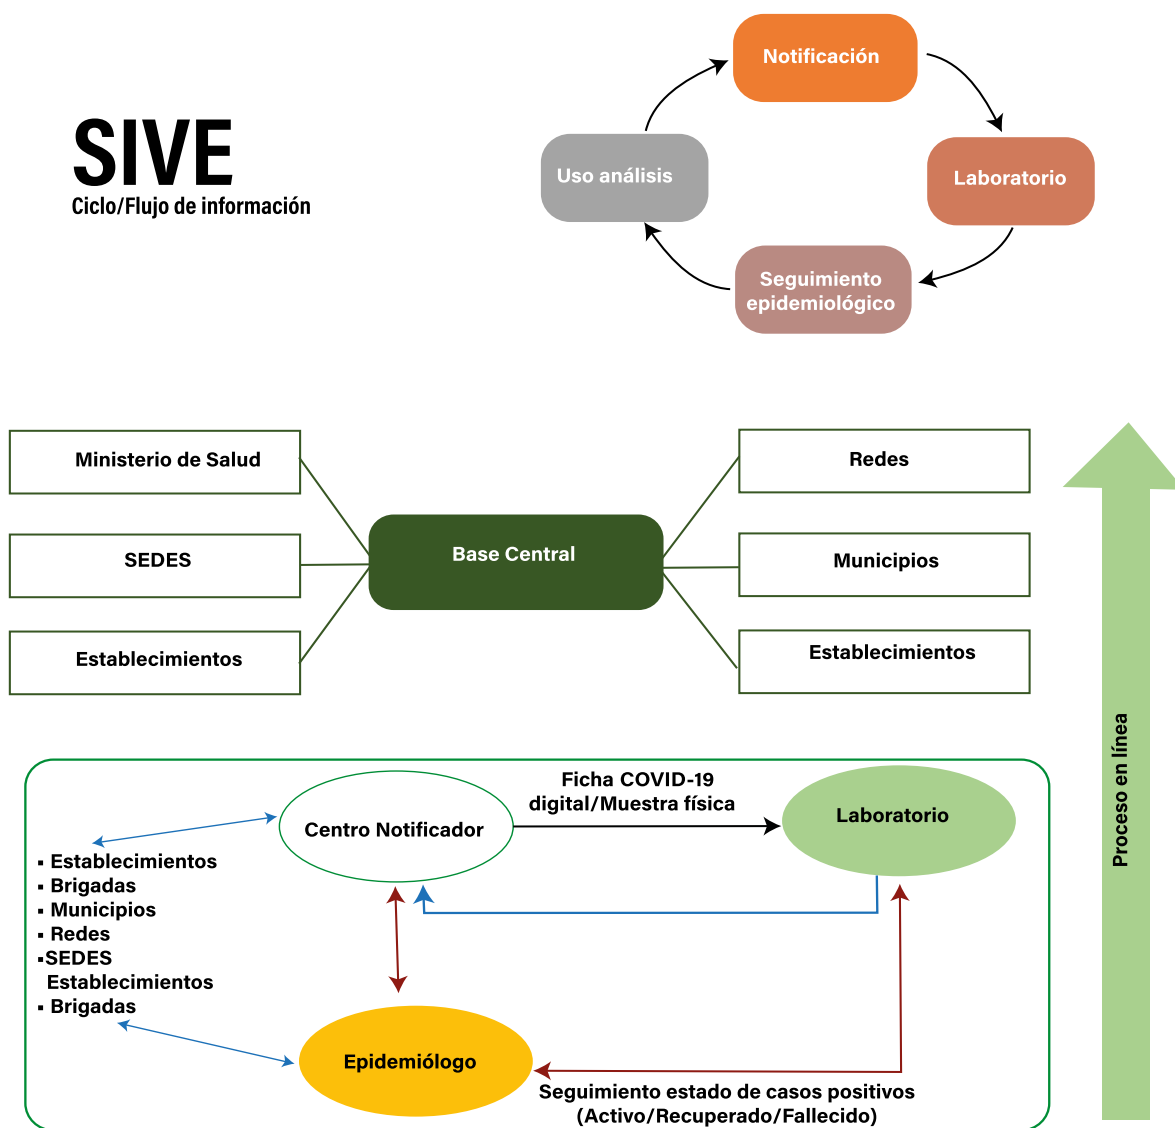 SIVE
Ciclo/Flujo de información
Notificación
Uso análisis
Laboratorio
Seguimiento
epidemiológico
Ministerio de Salud
SEDES
Establecimientos
Base Central
Redes
Municipios
Establecimientos
Proceso en línea
Ficha COVID-19
digital/Muestra física
Centro Notificador
Laboratorio
▪ Establecimientos
▪ Brigadas
▪ Municipios
▪ Redes
▪SEDES
Establecimientos
▪ Brigadas
Epidemiólogo
Seguimiento estado de casos positivos
(Activo/Recuperado/Fallecido)